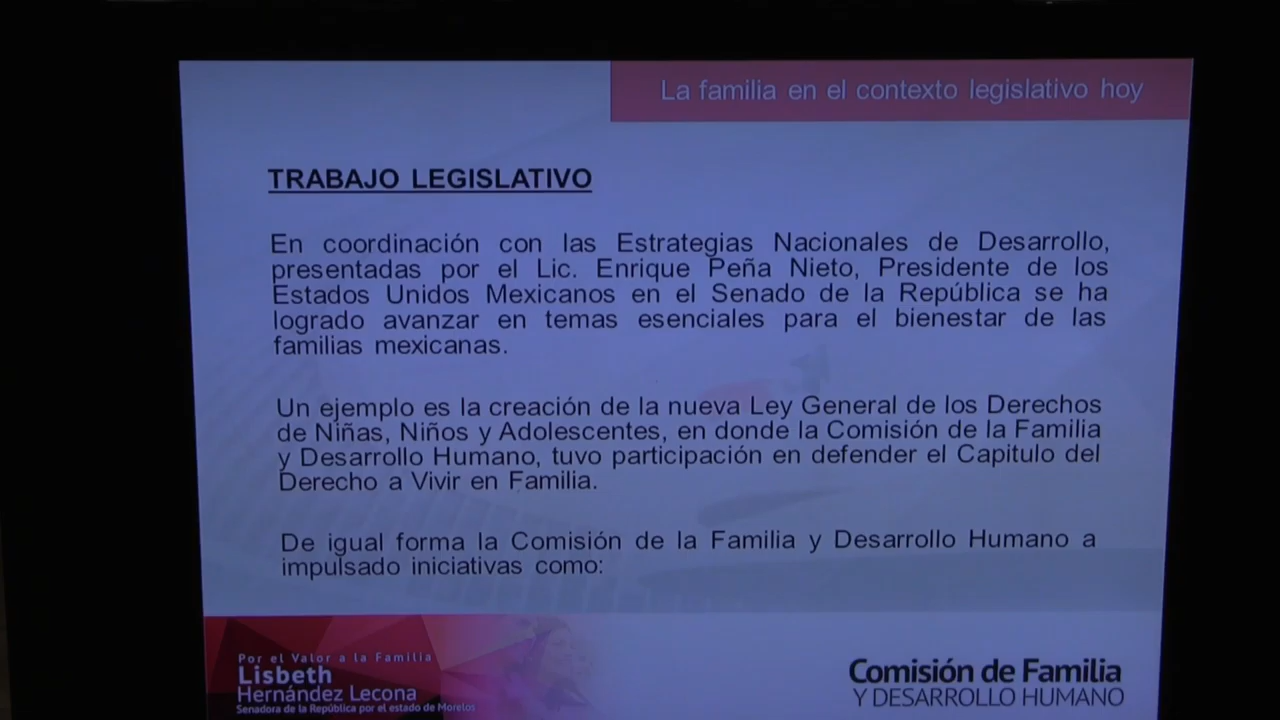 La familia en el contexto legislativo hoy
TRABAJO LEGISLATIVO
En coordinación con las Estrategias Nacionales de Desarrollo,
presentadas por el Lic. Enrique Peña Nieto, Presidente de los
Estados Unidos Mexicanos en el Senado de la República se ha
logrado avanzar en temas esenciales para el bienestar de las
familias mexicanas.
Un ejemplo es la creación de la nueva Ley General de los Derechos
de Niñas, Niños y Adolescentes, en donde la Comisión de la Familia
y Desarrollo Humano, tuvo participación en defender el Capitulo del
Derecho a Vivir en Familia.
De igual forma la Comisión de la Familia y Desarrollo Humano a
impulsado iniciativas como:
Por el Valor a la Familia
Lisbeth
Hernández Lecona
Senadora de la República por el estado de Morelos
Comisión de Familia
Y DESARROLLO HUMANO